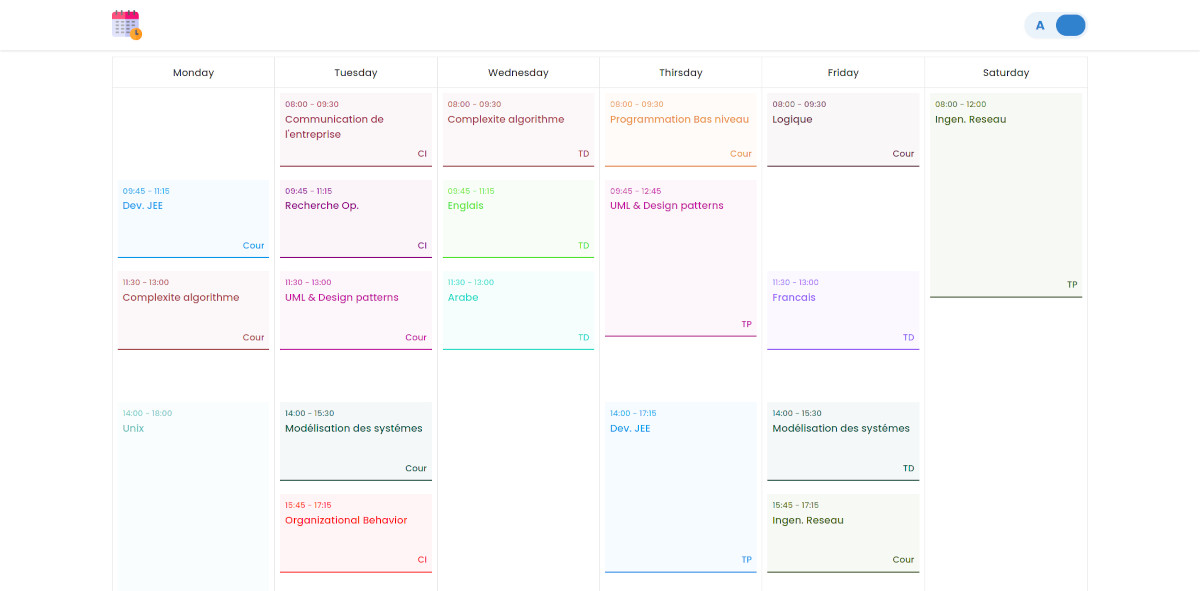 A
Monday
Tuesday
Wednesday
Thirsday
Friday
Saturday
09:45 - 11:15
Dev. JEE
Cour
11:30 - 13:00
Complexite algorithme
Cour
14:00 - 18:00
Unix
08:00 - 09:30
Communication de
l'entreprise
CI
09:45 - 11:15
Recherche Op.
CI
11:30 - 13:00
UML & Design patterns
Cour
14:00 - 15:30
Modélisation des systémes
Cour
15:45 - 17:15
Organizational Behavior
CI
08:00 - 09:30
Complexite algorithme
TD
09:45 - 11:15
Englais
TD
11:30 - 13:00
Arabe
TD
08:00 - 09:30
Programmation Bas niveau
Cour
09:45 - 12:45
UML & Design patterns
TP
14:00 - 17:15
Dev. JEE
TP
08:00 - 09:30
Logique
Cour
11:30 - 13:00
Francais
TD
14:00 - 15:30
Modélisation des systémes
TD
15:45 - 17:15
Ingen. Reseau
Cour
08:00 - 12:00
Ingen. Reseau
TP